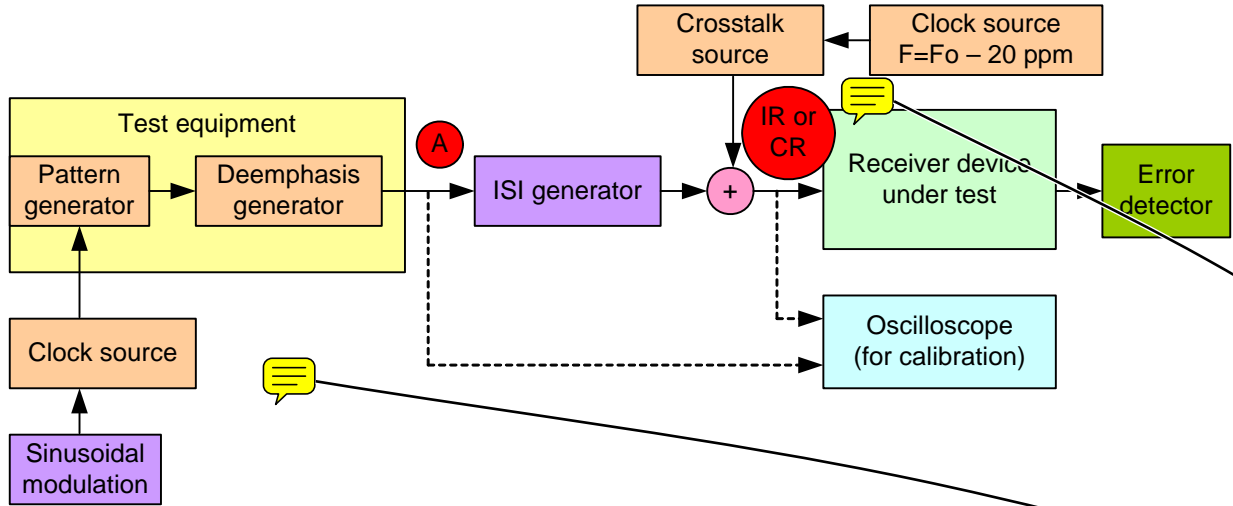 Crosstalk
source
Clock source
F=Fo – 20 ppm
Test equipment
A
IR or
CR
Pattern
generator
Deemphasis
generator
ISI generator
+
Receiver device
under test
Error
detector
Clock source
Oscilloscope
(for calibration)
Sinusoidal
modulation